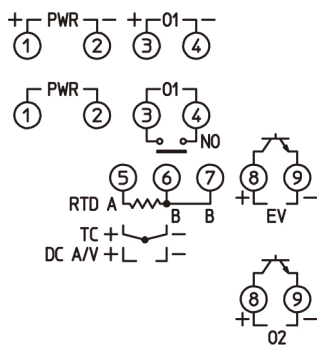 + PWR − + O1 −
1 2 3 4
PWR O1
1 2 3 4
NO
5 6 7
8 9
RTD A B B
+ EV −
TC + −
DC A/V + −
8 9
+ O2 −